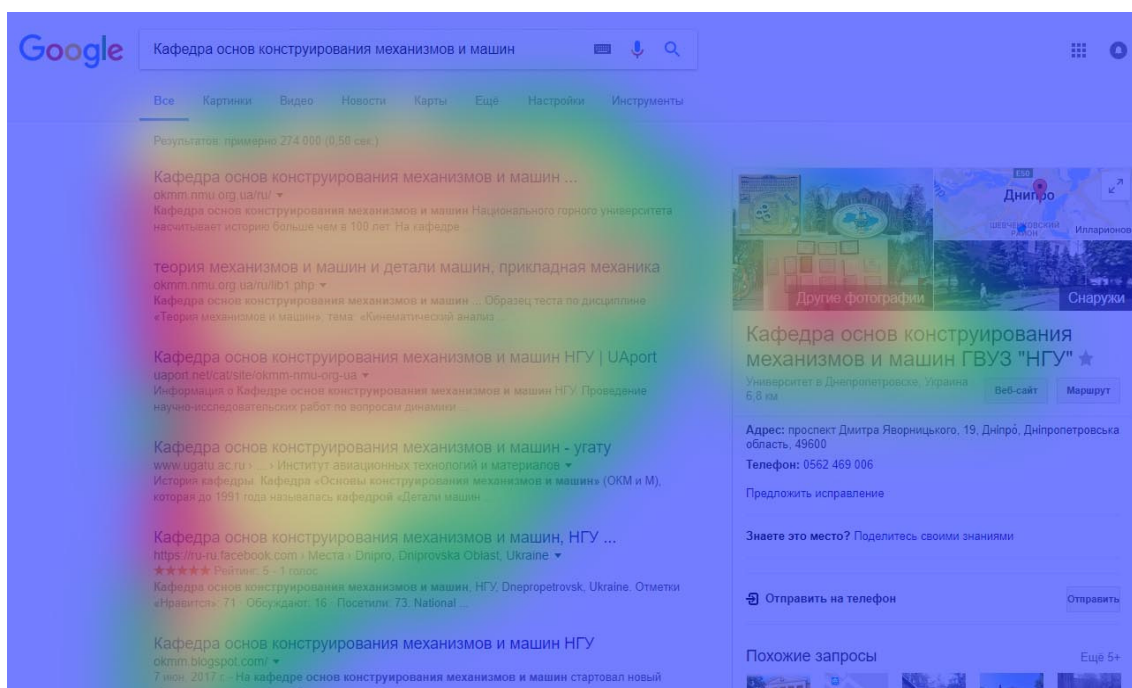 Google
Кафедра основ конструирования механизмов и машин
Все Картинки Видео Новости Карты Ещё Настройки Инструменты
Результатов: примерно 274 000 (0,50 сек.)
Кафедра основ конструирования механизмов и машин ...
okmm.nmu.org.ua/ru/
Кафедра основ конструирования механизмов и машин Национального горного университета
насчитывает историю больше чем в 100 лет. На кафедре ...
теория механизмов и машин и детали машин, прикладная механика
okmm.nmu.org.ua/ru/lib1.php
Кафедра основ конструирования механизмов и машин ... Образец теста по дисциплине
«Теория механизмов и машин», тема: «Кинематический анализ ...
Кафедра основ конструирования механизмов и машин НГУ | UAport
uaport.net/cat/site/okmm-nmu-org-ua
Информация о Кафедре основ конструирования механизмов и машин НГУ. Проведение
научно-исследовательских работ по вопросам динамики ...
Кафедра основ конструирования механизмов и машин - угату
www.ugatu.ac.ru › ... › Институт авиационных технологий и материалов
История кафедры. Кафедра «Основы конструирования механизмов и машин» (ОКМ и М),
которая до 1991 года называлась кафедрой «Детали машин ...
Кафедра основ конструирования механизмов и машин, НГУ ...
https://ru-ru.facebook.com › Места › Dnipro, Dniprovska Oblast, Ukraine
★★★★★ Рейтинг: 5 - 1 голос
Кафедра основ конструирования механизмов и машин, НГУ, Dnepropetrovsk, Ukraine. Отметки
«Нравится»: 71 · Обсуждают: 16 · Посетили: 73. National ...
Кафедра основ конструирования механизмов и машин НГУ
okmm.blogspot.com/
7 июн. 2017 г. - На кафедре основ конструирования механизмов и машин стартовал новый
E50
Днипро
ШЕВЧЕНКОВСКИЙ
РАЙОН
Илларионов
Другие фотографии
Снаружи
Кафедра основ конструирования
механизмов и машин ГВУЗ "НГУ"
Университет в Днепропетровске, Украина
6,8 км
Веб-сайт Маршрут
Адрес: проспект Дмитра Яворницького, 19, Дніпро́, Дніпропетровська
область, 49600
Телефон: 0562 469 006
Предложить исправление
Знаете это место? Поделитесь своими знаниями
Отправить на телефон Отправить
Похожие запросы Ещё 5+